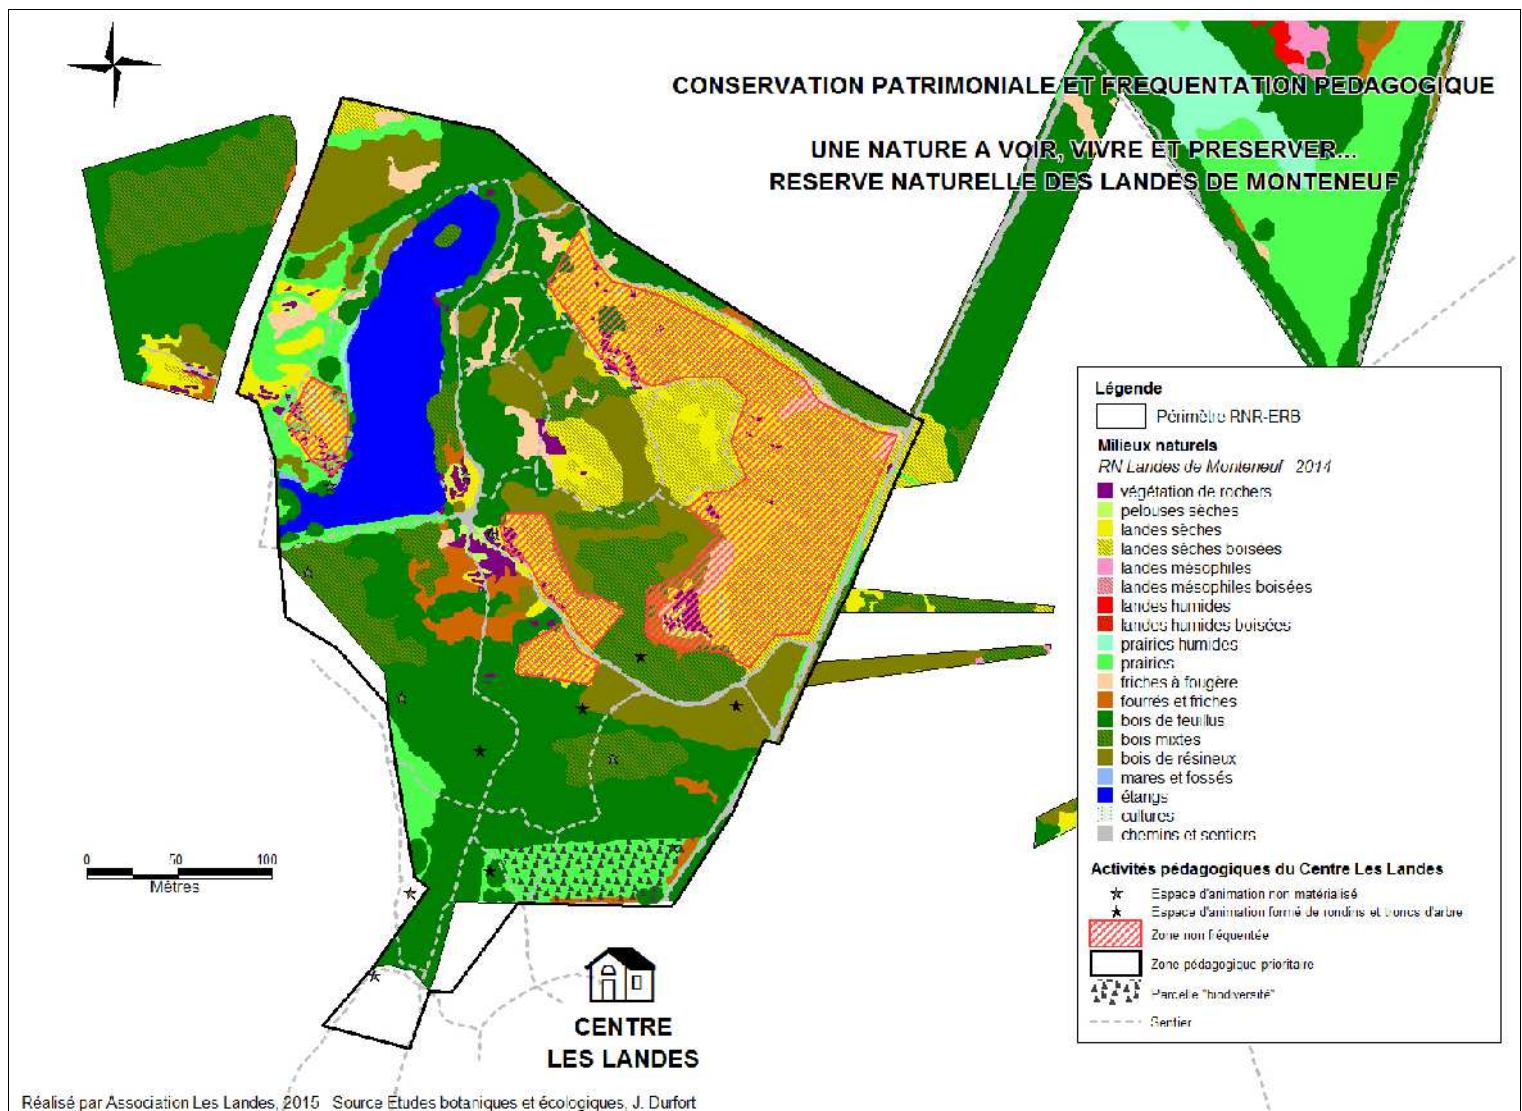 CONSERVATION PATRIMONIALE ET FREQUENTATION PEDAGOGIQUE
UNE NATURE A VOIR, VIVRE ET PRESERVER...
RESERVE NATURELLE DES LANDES DE MONTENEUF
Légende
Périmètre RNR-ERB
Milieux naturels
RN Landes de Monteneuf 2014
végétation de rochers
pelouses sèches
landes sèches
landes sèches boisées
landes mésophiles
landes mésophiles boisées
landes humides
landes humides boisées
prairies humides
prairies
friches à fougère
fourrés et friches
bois de feuillus
bois mixtes
bois de résineux
mares et fossés
étangs
cultures
chemins et sentiers
Activités pédagogiques du Centre Les Landes
Espace d'animation non matérialisé
Espace d'animation formé de rondins et troncs d'arbre
Zone non fréquentée
Zone pédagogique prioritaire
Parcelle "biodiversité"
Sentier
0 50 100
Mètres
CENTRE
LES LANDES
Réalisé par Association Les Landes, 2015 Source Etudes botaniques et écologiques, J. Durfort